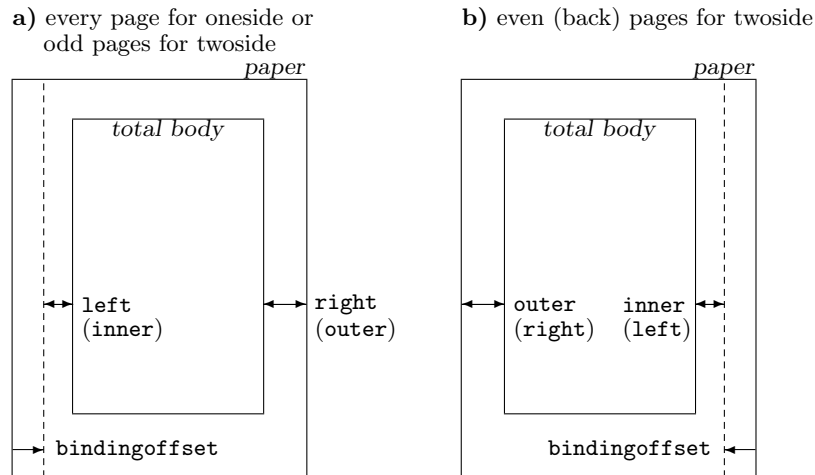 a) every page for oneside or
odd pages for twoside
paper
total body
left
(inner)
right
(outer)
bindingoffset
b) even (back) pages for twoside
paper
total body
outer
(right)
inner
(left)
bindingoffset